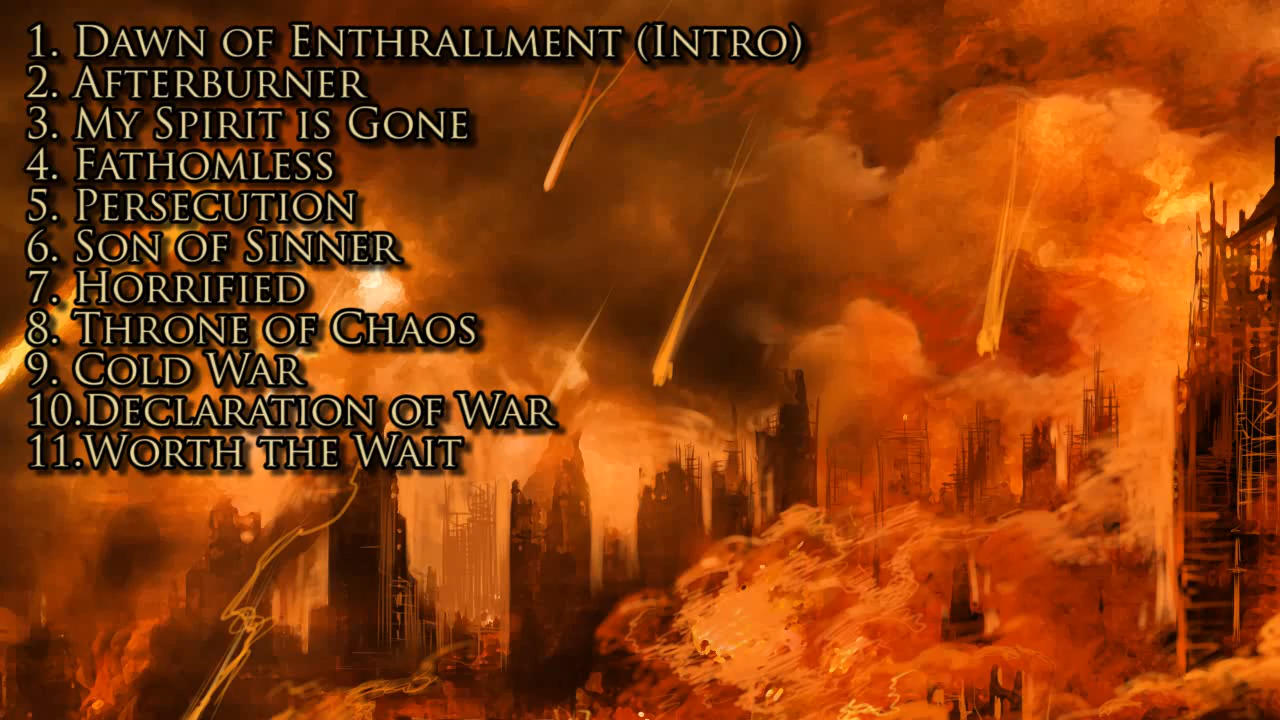 1. Dawn of Enthrallment (Intro)
2. Afterburner
3. My Spirit is Gone
4. Fathomless
5. Persecution
6. Son of Sinner
7. Horrified
8. Throne of Chaos
9. Cold War
10.Declaration of War
11.Worth the Wait